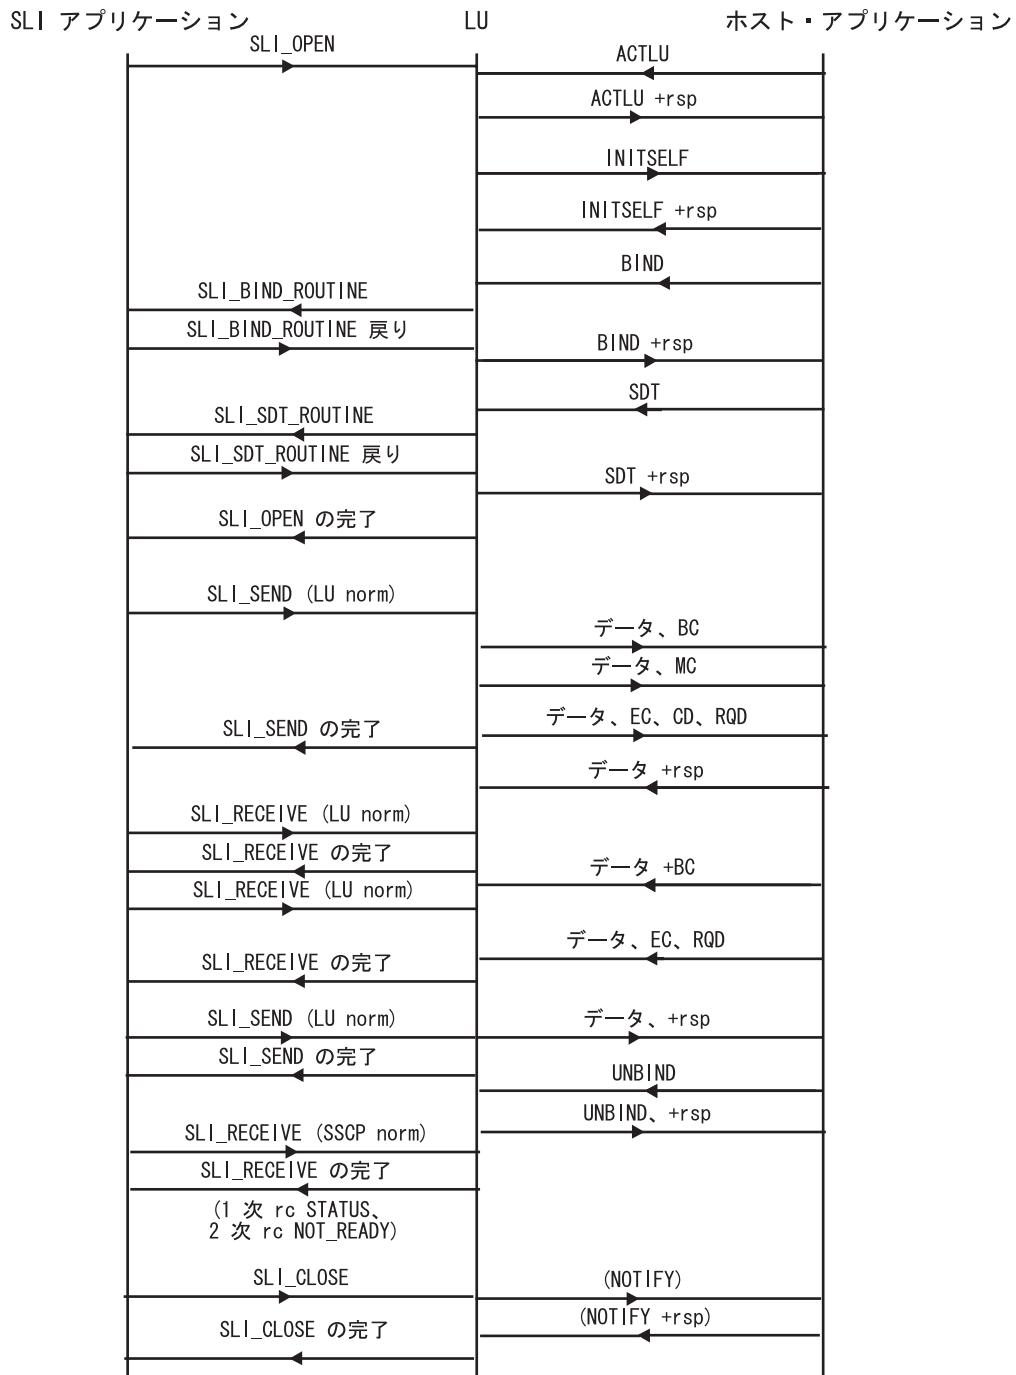 SLI アプリケーション LU ホスト・アプリケーション
SLI_OPEN
ACTLU
ACTLU +rsp
INITSELF
INITSELF +rsp
BIND
SLI_BIND_ROUTINE
SLI_BIND_ROUTINE 戻り
BIND +rsp
SDT
SLI_SDT_ROUTINE
SLI_SDT_ROUTINE 戻り
SDT +rsp
SLI_OPEN の完了
SLI_SEND (LU norm)
データ、BC
データ、MC
データ、EC、CD、RQD
SLI_SEND の完了
データ +rsp
SLI_RECEIVE (LU norm)
SLI_RECEIVE の完了
データ +BC
SLI_RECEIVE (LU norm)
データ、EC、RQD
SLI_RECEIVE の完了
SLI_SEND (LU norm)
データ、+rsp
SLI_SEND の完了
UNBIND
UNBIND、+rsp
SLI_RECEIVE (SSCP norm)
SLI_RECEIVE の完了
(1 次 rc STATUS、
2 次 rc NOT_READY)
SLI_CLOSE
(NOTIFY)
(NOTIFY +rsp)
SLI_CLOSE の完了